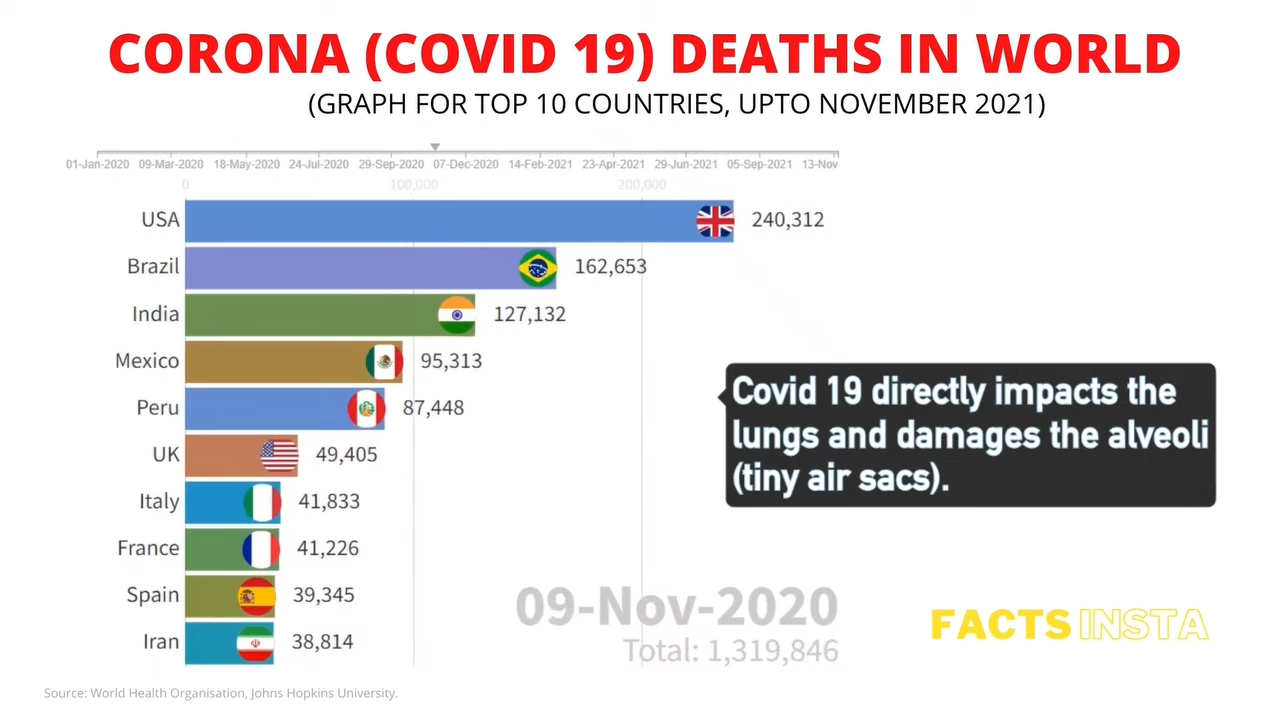 CORONA (COVID 19) DEATHS IN WORLD
(GRAPH FOR TOP 10 COUNTRIES, UPTO NOVEMBER 2021)
01-Jan-2020 09-Mar-2020 18-May-2020 24-Jul-2020 29-Sep-2020 07-Dec-2020 14-Feb-2021 23-Apr-2021 29-Jun-2021 05-Sep-2021 13-Nov
0 100,000 200,000
USA 240,312
Brazil 162,653
India 127,132
Mexico 95,313
Peru 87,448
UK 49,405
Italy 41,833
France 41,226
Spain 39,345
Iran 38,814
Covid 19 directly impacts the
lungs and damages the alveoli
(tiny air sacs).
09-Nov-2020
Total: 1,319,846
FACTS INSTA
Source: World Health Organisation, Johns Hopkins University.